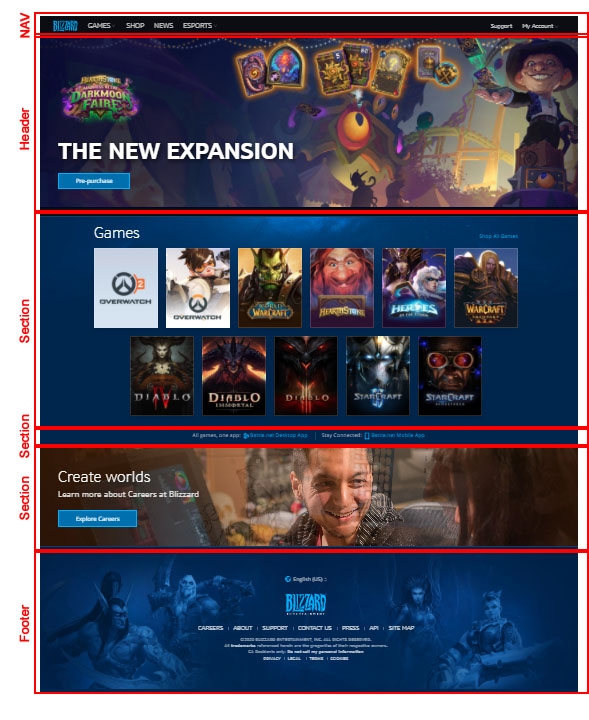 NAV
BLIZZARD GAMES SHOP NEWS ESPORTS Support My Account
Header
HEARTHSTONE
MADNESS AT THE
DARKMOON
FAIRE
THE NEW EXPANSION
Pre-purchase
Section
Games Shop All Games
2
OVERWATCH OVERWATCH WORLD WARCRAFT HEARTHSTONE HEROES OF THE STORM WARCRAFT III
DIABLO IV DIABLO IMMORTAL DIABLO STARCRAFT II STARCRAFT REMASTERED
Section
All games, one app: Battle.net Desktop App Stay Connected: Battle.net Mobile App
Section
Create worlds
Learn more about Careers at Blizzard
Explore Careers
Footer
English (US)
BLIZZARD
ENTERTAINMENT
CAREERS | ABOUT | SUPPORT | CONTACT US | PRESS | API | SITE MAP
©2020 BLIZZARD ENTERTAINMENT, INC. ALL RIGHTS RESERVED.
All trademarks referenced herein are the properties of their respective owners.
CA Residents only: Do not sell my personal information
PRIVACY | LEGAL | TERMS | COOKIES